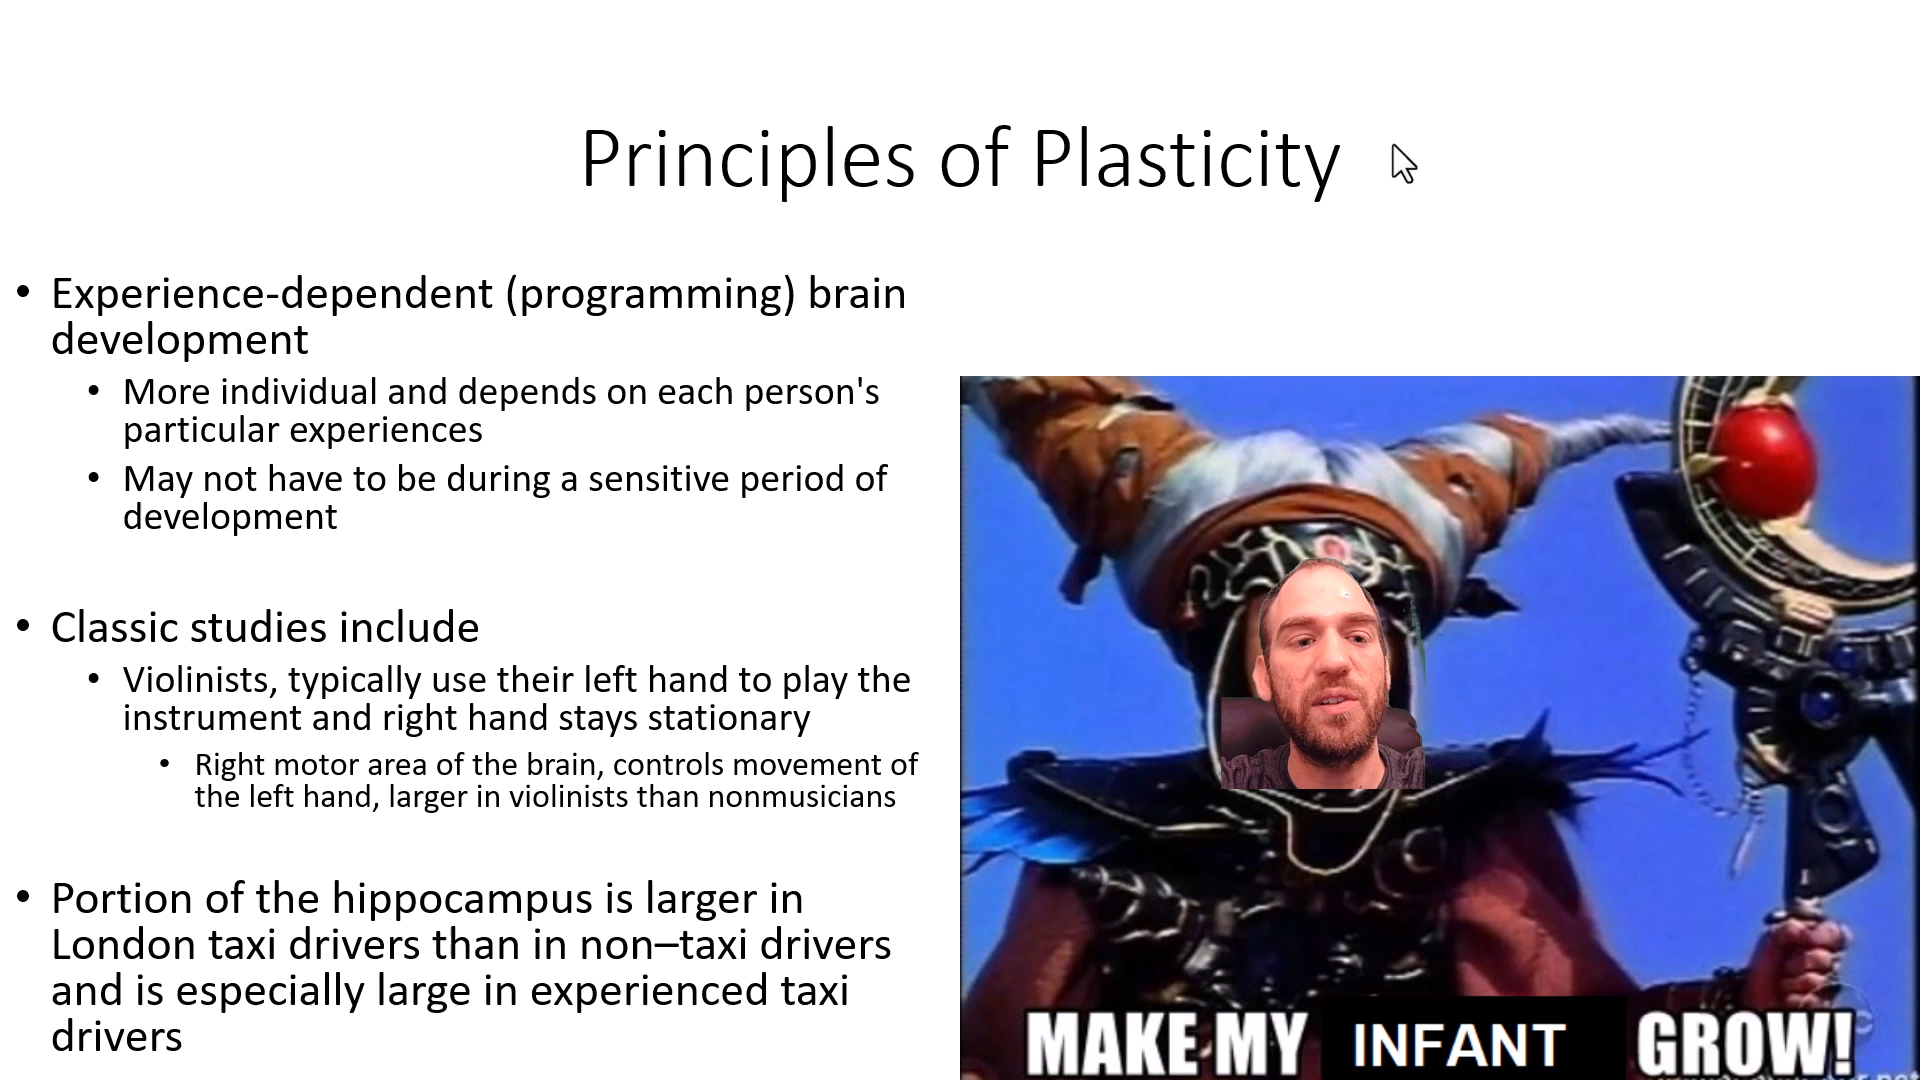 Principles of Plasticity
• Experience-dependent (programming) brain
development
• More individual and depends on each person's
particular experiences
• May not have to be during a sensitive period of
development
• Classic studies include
• Violinists, typically use their left hand to play the
instrument and right hand stays stationary
• Right motor area of the brain, controls movement of
the left hand, larger in violinists than nonmusicians
• Portion of the hippocampus is larger in
London taxi drivers than in non–taxi drivers
and is especially large in experienced taxi
drivers
MAKE MY INFANT GROW!